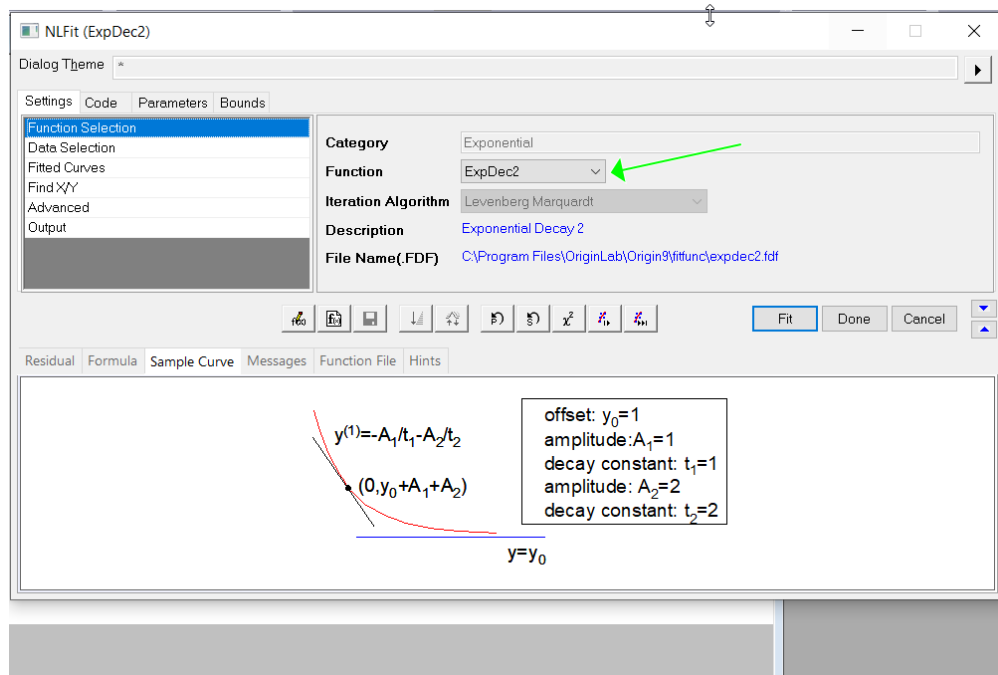 NLFit (ExpDec2)
Dialog Theme *
Settings Code Parameters Bounds
Function Selection
Data Selection
Fitted Curves
Find X/Y
Advanced
Output
Category Exponential
Function ExpDec2
Iteration Algorithm Levenberg Marquardt
Description Exponential Decay 2
File Name(.FDF) C:\Program Files\OriginLab\Origin9\fitfunc\expdec2.fdf
Fit Done Cancel
Residual Formula Sample Curve Messages Function File Hints
y⁽¹⁾=-A₁/t₁-A₂/t₂
(0,y₀+A₁+A₂)
y=y₀
offset: y₀=1
amplitude:A₁=1
decay constant: t₁=1
amplitude: A₂=2
decay constant: t₂=2